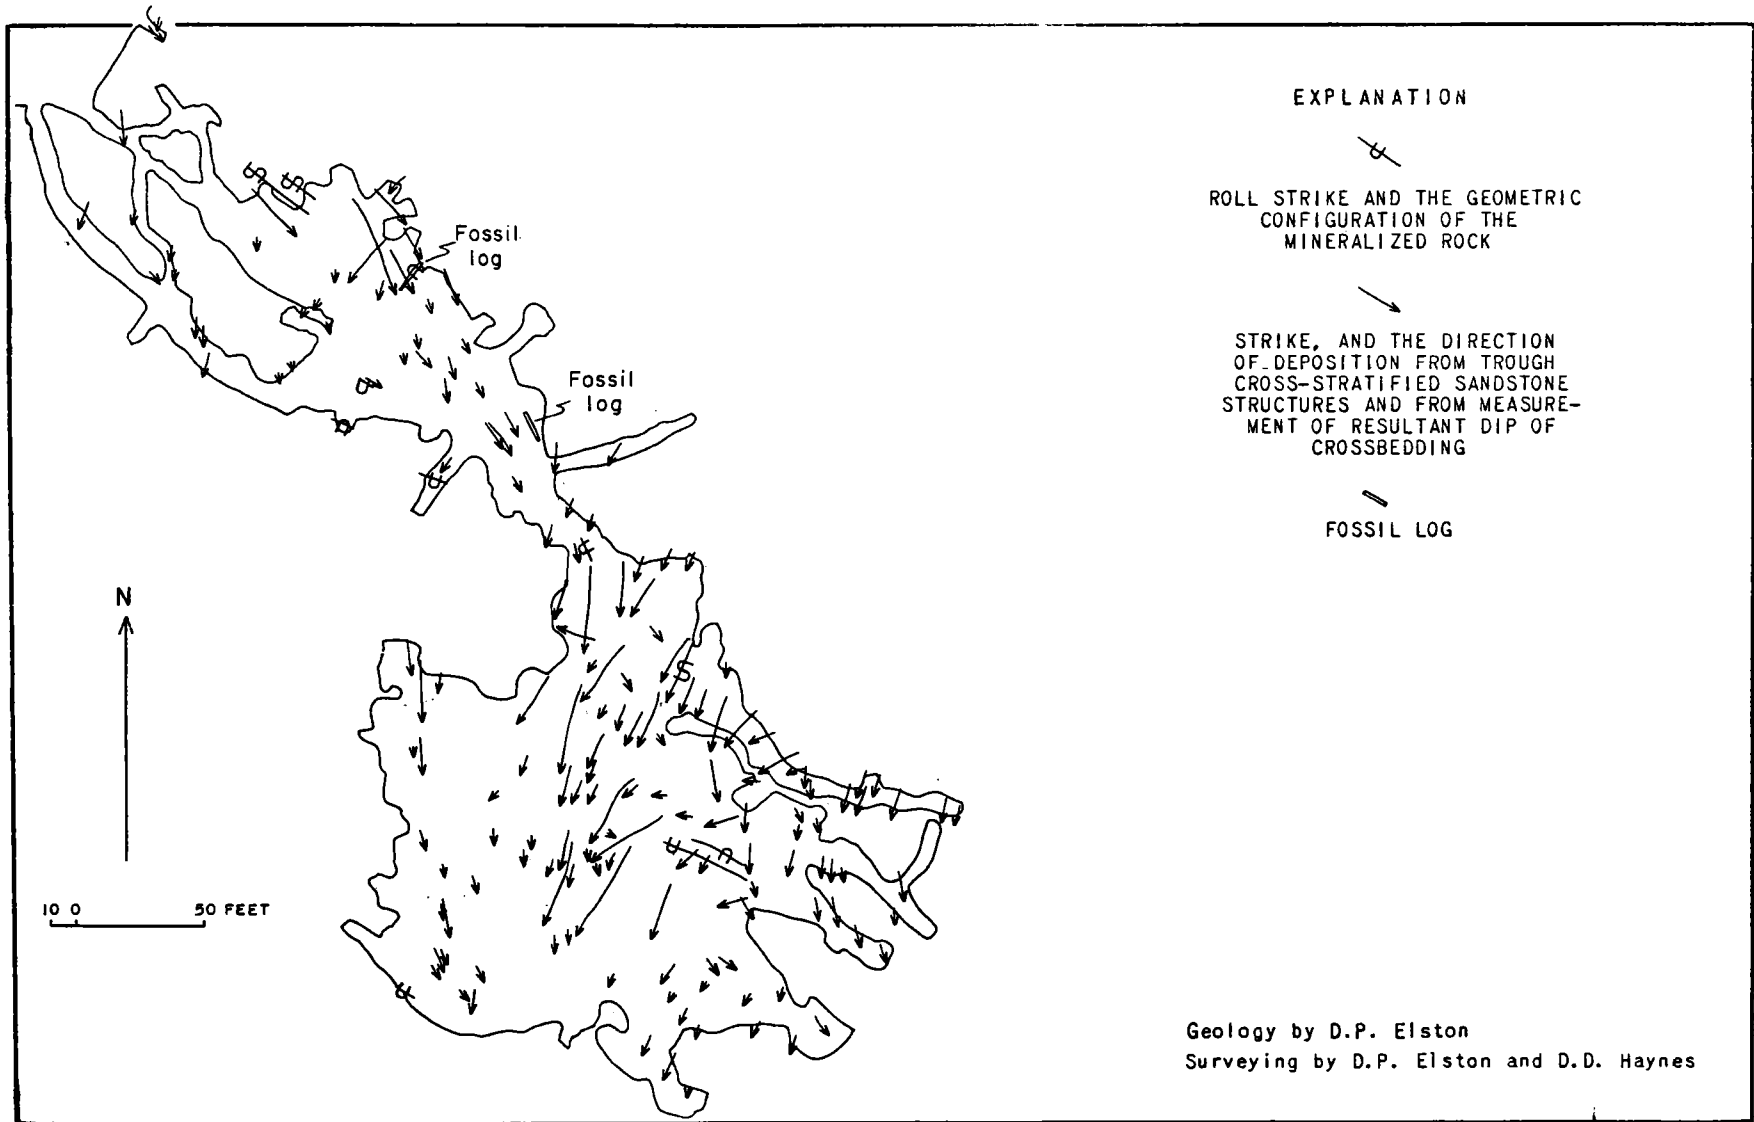 EXPLANATION
ROLL STRIKE AND THE GEOMETRIC
CONFIGURATION OF THE
MINERALIZED ROCK
STRIKE, AND THE DIRECTION
OF DEPOSITION FROM TROUGH
CROSS-STRATIFIED SANDSTONE
STRUCTURES AND FROM MEASURE-
MENT OF RESULTANT DIP OF
CROSSBEDDING
FOSSIL LOG
Fossil
log
Fossil
log
N
10 0 50 FEET
Geology by D.P. Elston
Surveying by D.P. Elston and D.D. Haynes